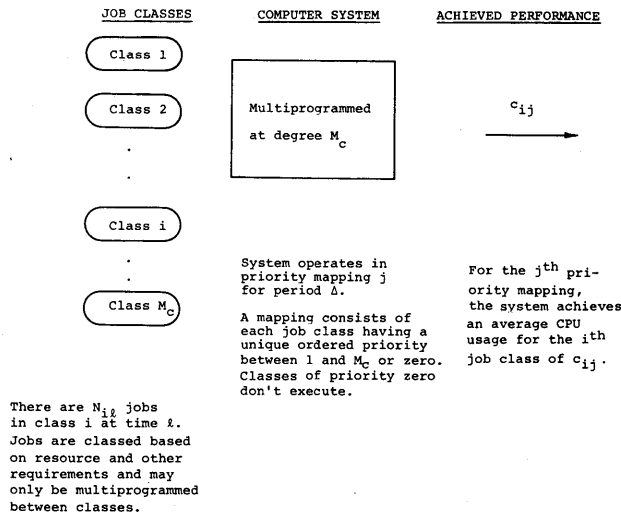 JOB CLASSES
COMPUTER SYSTEM
ACHIEVED PERFORMANCE
Class 1
Class 2
.
.
Class i
.
.
Class M_c
Multiprogrammed
at degree M_c
c_ij
System operates in
priority mapping j
for period Δ.
A mapping consists of
each job class having a
unique ordered priority
between 1 and M_c or zero.
Classes of priority zero
don't execute.
For the j^th pri-
ority mapping,
the system achieves
an average CPU
usage for the i^th
job class of c_ij.
There are N_iℓ jobs
in class i at time ℓ.
Jobs are classed based
on resource and other
requirements and may
only be multiprogrammed
between classes.